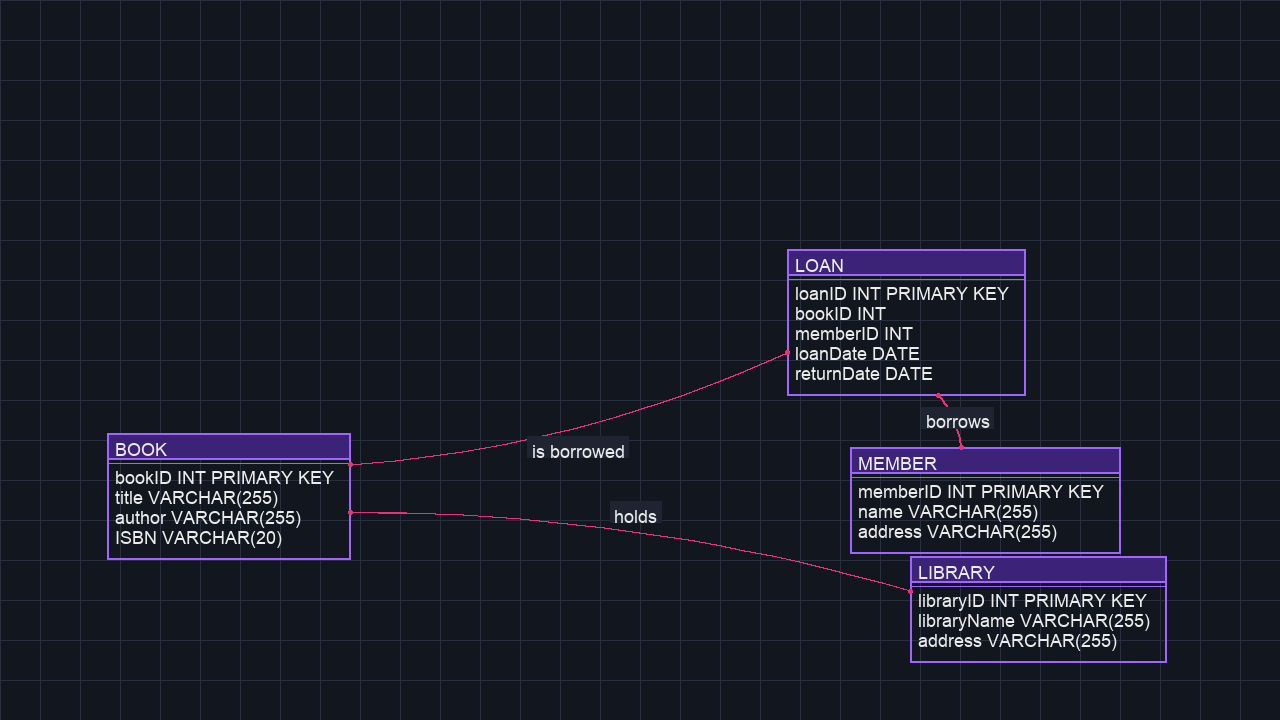 LOAN
loanID INT PRIMARY KEY
bookID INT
memberID INT
loanDate DATE
returnDate DATE
borrows
BOOK
bookID INT PRIMARY KEY
title VARCHAR(255)
author VARCHAR(255)
ISBN VARCHAR(20)
is borrowed
holds
MEMBER
memberID INT PRIMARY KEY
name VARCHAR(255)
address VARCHAR(255)
LIBRARY
libraryID INT PRIMARY KEY
libraryName VARCHAR(255)
address VARCHAR(255)